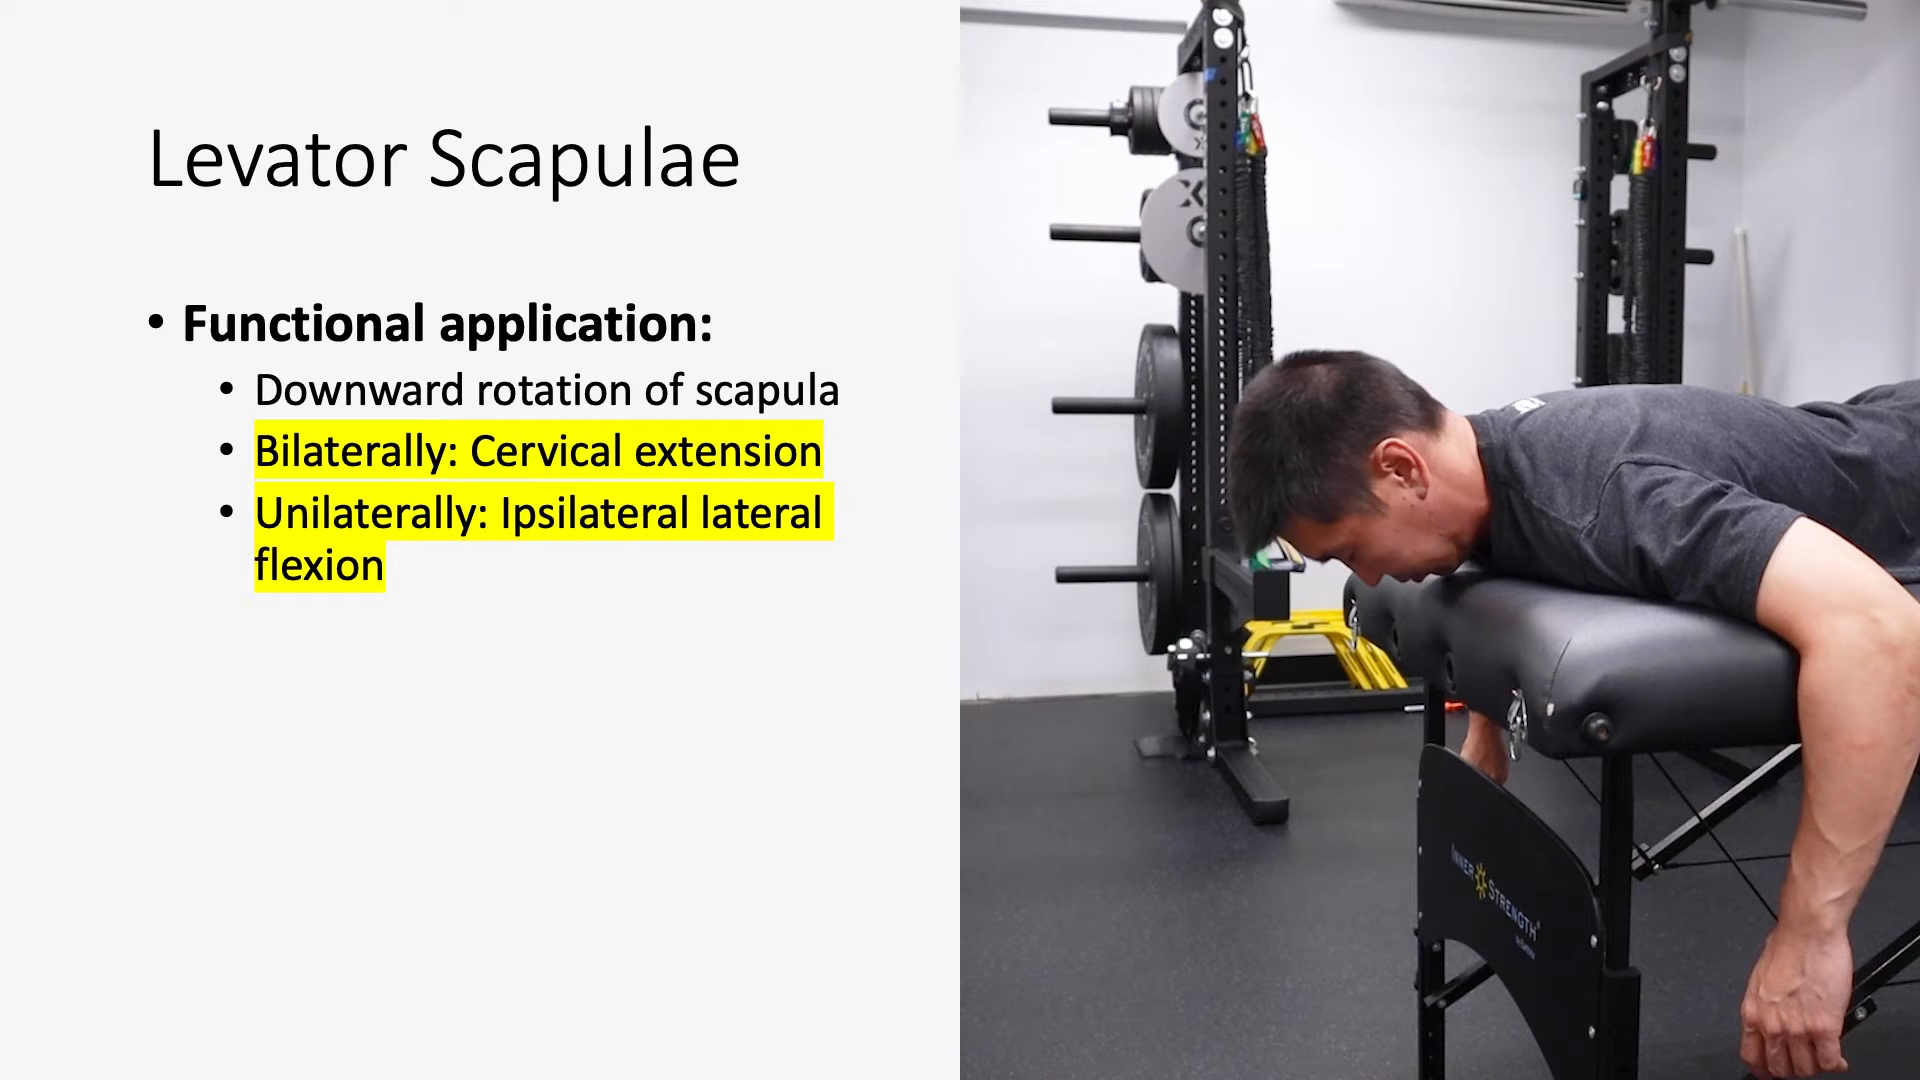 Levator Scapulae
• Functional application:
• Downward rotation of scapula
• Bilaterally: Cervical extension
• Unilaterally: Ipsilateral lateral
flexion
INNER STRENGTH